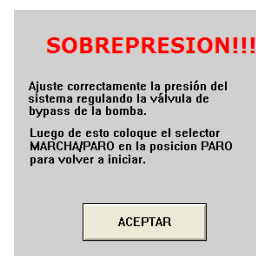 SOBREPRESION!!!
Ajuste correctamente la presión del
sistema regulando la válvula de
bypass de la bomba.
Luego de esto coloque el selector
MARCHA/PARO en la posicion PARO
para volver a iniciar.
ACEPTAR